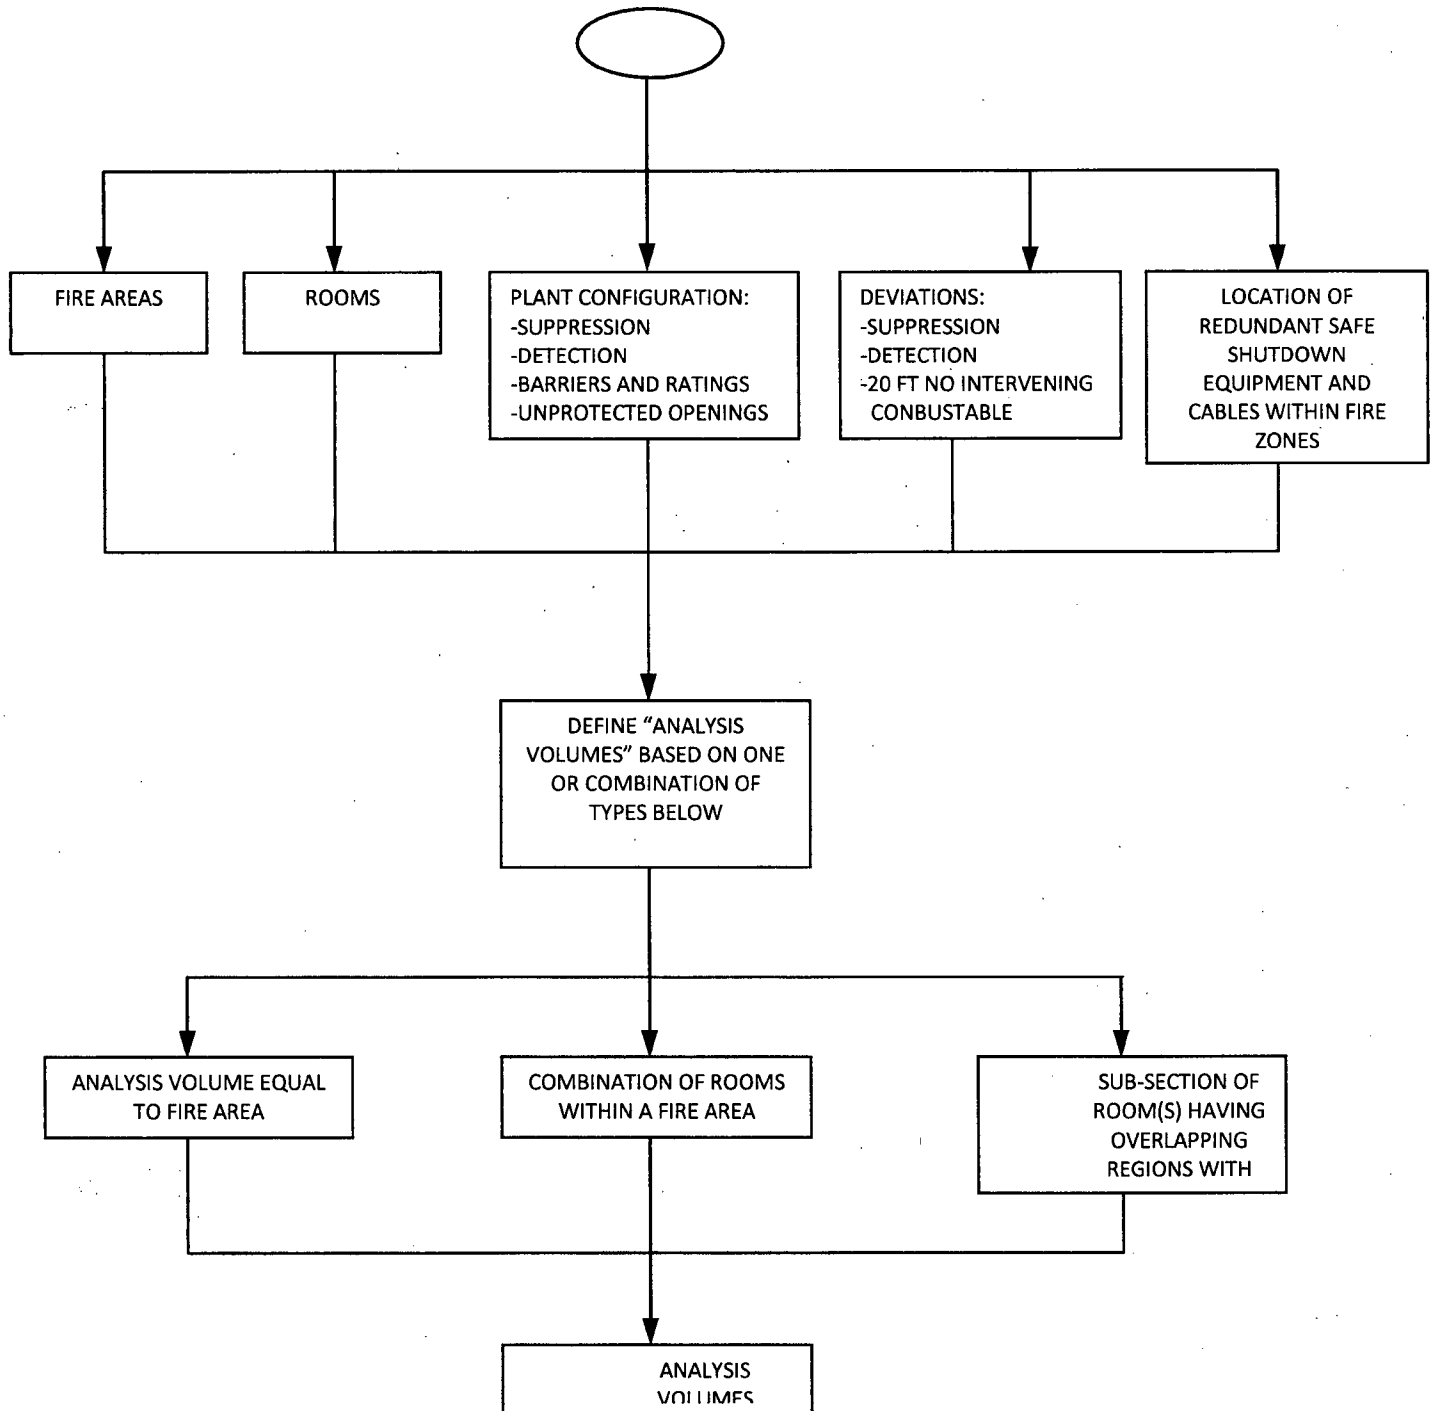 FIRE AREAS
ROOMS
PLANT CONFIGURATION:
-SUPPRESSION
-DETECTION
-BARRIERS AND RATINGS
-UNPROTECTED OPENINGS
DEVIATIONS:
-SUPPRESSION
-DETECTION
-20 FT NO INTERVENING
CONBUSTABLE
LOCATION OF
REDUNDANT SAFE
SHUTDOWN
EQUIPMENT AND
CABLES WITHIN FIRE
ZONES
DEFINE “ANALYSIS
VOLUMES” BASED ON ONE
OR COMBINATION OF
TYPES BELOW
ANALYSIS VOLUME EQUAL
TO FIRE AREA
COMBINATION OF ROOMS
WITHIN A FIRE AREA
SUB-SECTION OF
ROOM(S) HAVING
OVERLAPPING
REGIONS WITH
ANALYSIS
VOLUMES